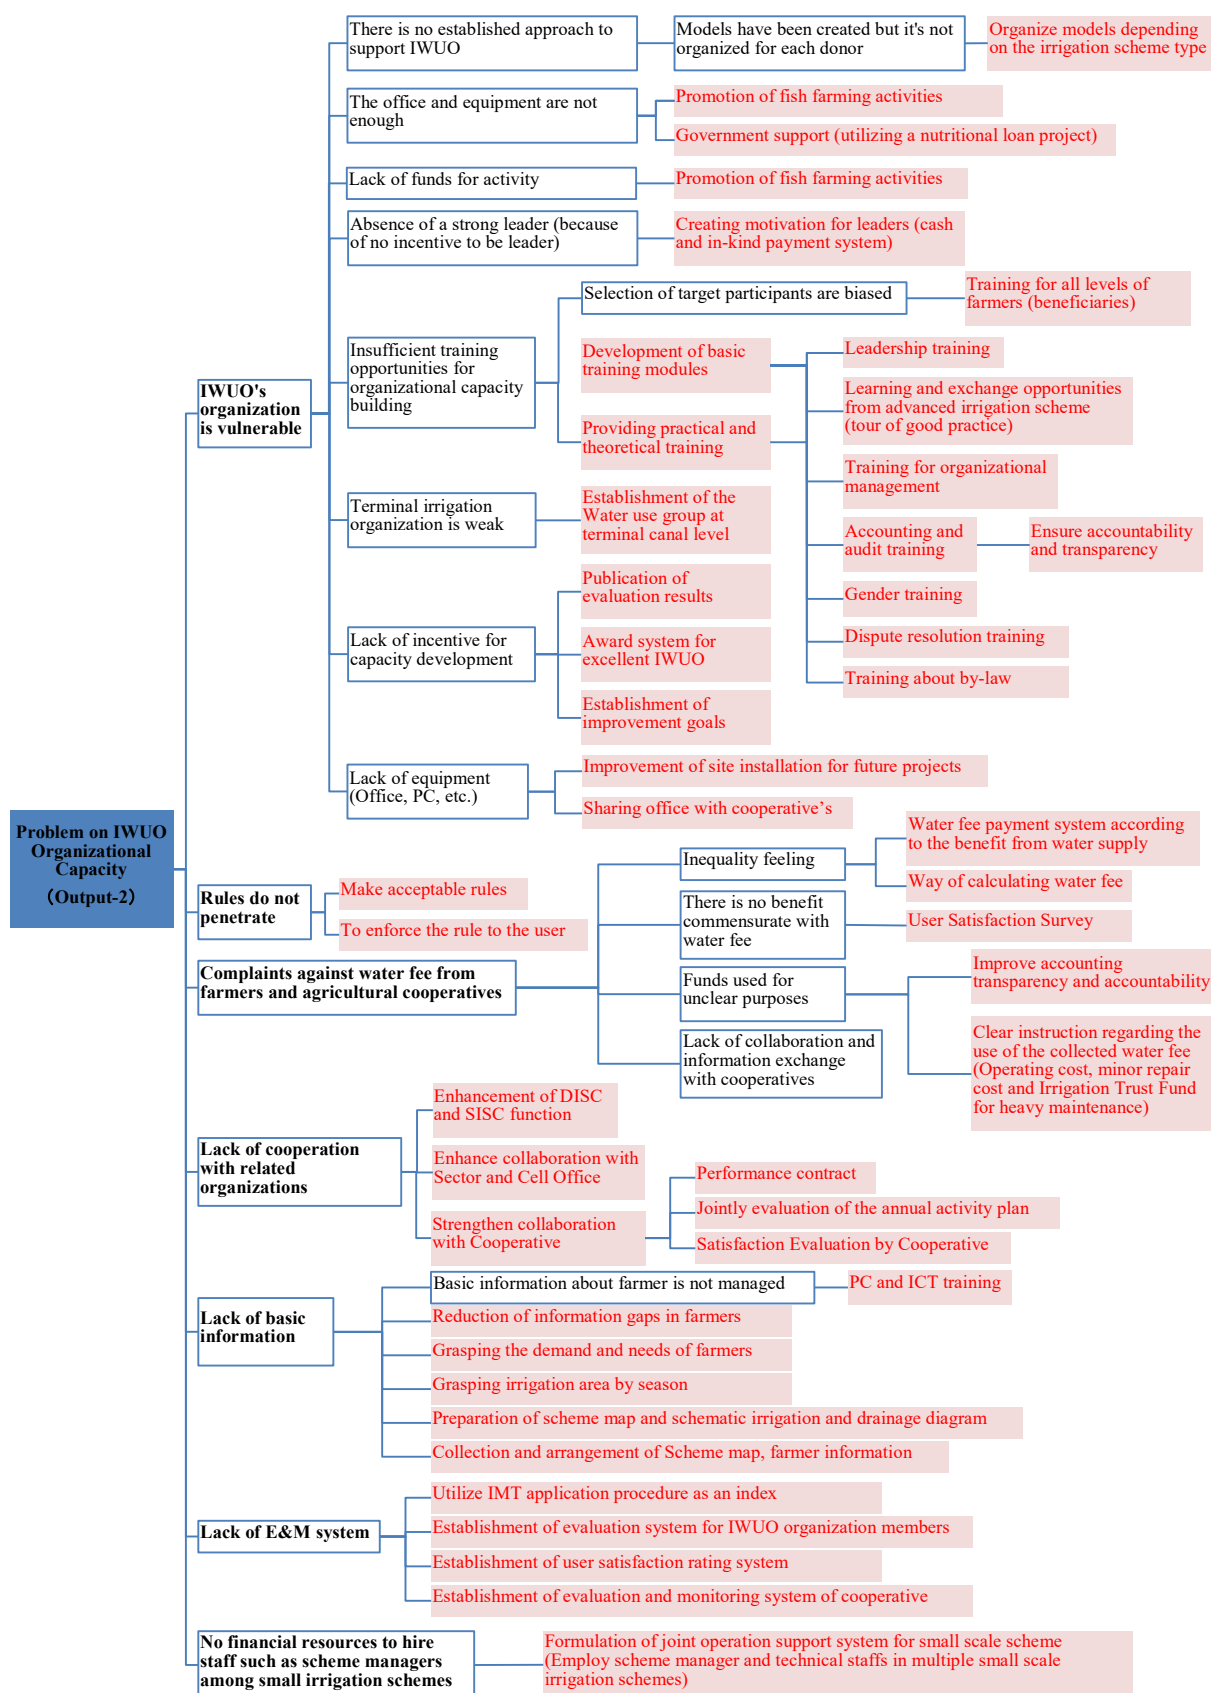 There is no established approach to
support IWUO
Models have been created but it's not
organized for each donor
Organize models depending
on the irrigation scheme type
The office and equipment are not
enough
Promotion of fish farming activities
Government support (utilizing a nutritional loan project)
Lack of funds for activity
Promotion of fish farming activities
Absence of a strong leader (because
of no incentive to be leader)
Creating motivation for leaders (cash
and in-kind payment system)
IWUO's
organization
is vulnerable
Insufficient training
opportunities for
organizational capacity
building
Selection of target participants are biased
Training for all levels of
farmers (beneficiaries)
Development of basic
training modules
Providing practical and
theoretical training
Leadership training
Learning and exchange opportunities
from advanced irrigation scheme
(tour of good practice)
Training for organizational
management
Accounting and
audit training
Ensure accountability
and transparency
Gender training
Dispute resolution training
Training about by-law
Terminal irrigation
organization is weak
Establishment of the
Water use group at
terminal canal level
Lack of incentive for
capacity development
Publication of
evaluation results
Award system for
excellent IWUO
Establishment of
improvement goals
Lack of equipment
(Office, PC, etc.)
Improvement of site installation for future projects
Sharing office with cooperative’s
Problem on IWUO
Organizational
Capacity
（Output-2）
Rules do not
penetrate
Make acceptable rules
To enforce the rule to the user
Complaints against water fee from
farmers and agricultural cooperatives
Inequality feeling
Water fee payment system according
to the benefit from water supply
Way of calculating water fee
There is no benefit
commensurate with
water fee
User Satisfaction Survey
Funds used for
unclear purposes
Improve accounting
transparency and accountability
Clear instruction regarding the
use of the collected water fee
(Operating cost, minor repair
cost and Irrigation Trust Fund
for heavy maintenance)
Lack of collaboration and
information exchange
with cooperatives
Lack of cooperation
with related
organizations
Enhancement of DISC
and SISC function
Enhance collaboration with
Sector and Cell Office
Strengthen collaboration
with Cooperative
Performance contract
Jointly evaluation of the annual activity plan
Satisfaction Evaluation by Cooperative
Lack of basic
information
Basic information about farmer is not managed
PC and ICT training
Reduction of information gaps in farmers
Grasping the demand and needs of farmers
Grasping irrigation area by season
Preparation of scheme map and schematic irrigation and drainage diagram
Collection and arrangement of Scheme map, farmer information
Lack of E&M system
Utilize IMT application procedure as an index
Establishment of evaluation system for IWUO organization members
Establishment of user satisfaction rating system
Establishment of evaluation and monitoring system of cooperative
No financial resources to hire
staff such as scheme managers
among small irrigation schemes
Formulation of joint operation support system for small scale scheme
(Employ scheme manager and technical staffs in multiple small scale
irrigation schemes)